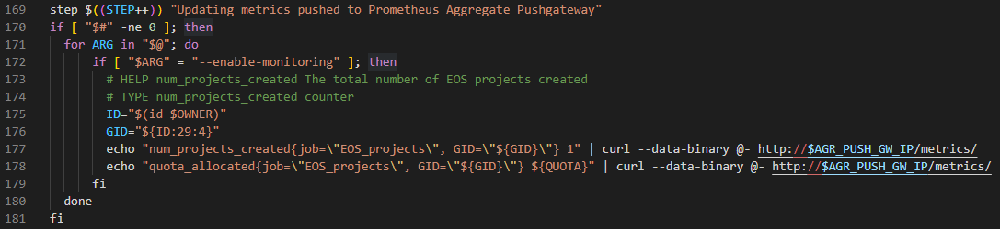 169 step $((STEP++)) "Updating metrics pushed to Prometheus Aggregate Pushgateway"
170 if [ "$#" -ne 0 ]; then
171   for ARG in "$@"; do
172       if [ "$ARG" = "--enable-monitoring" ]; then
173         # HELP num_projects_created The total number of EOS projects created
174         # TYPE num_projects_created counter
175         ID="$(id $OWNER)"
176         GID="${ID:29:4}"
177         echo "num_projects_created{job=\"EOS_projects\", GID=\"${GID}\"} 1" | curl --data-binary @- http://$AGR_PUSH_GW_IP/metrics/
178         echo "quota_allocated{job=\"EOS_projects\", GID=\"${GID}\"} ${QUOTA}" | curl --data-binary @- http://$AGR_PUSH_GW_IP/metrics/
179       fi
180   done
181 fi